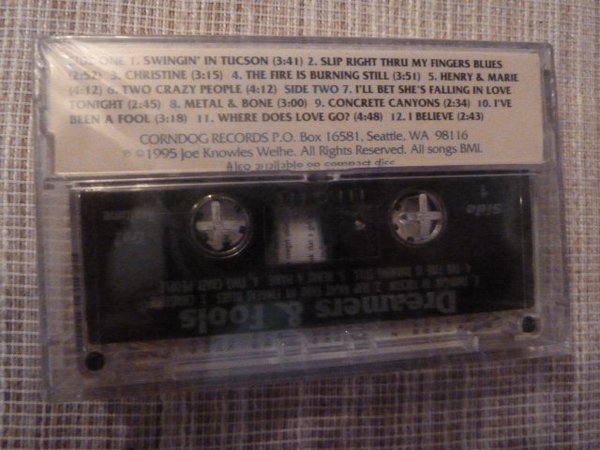 SIDE ONE 1. SWINGIN' IN TUCSON (3:41) 2. SLIP RIGHT THRU MY FINGERS BLUES
(2:52) 3. CHRISTINE (3:15) 4. THE FIRE IS BURNING STILL (3:51) 5. HENRY & MARIE
(4:12) 6. TWO CRAZY PEOPLE (4:12) SIDE TWO 7. I'LL BET SHE'S FALLING IN LOVE
TONIGHT (2:45) 8. METAL & BONE (3:00) 9. CONCRETE CANYONS (2:34) 10. I'VE
BEEN A FOOL (3:18) 11. WHERE DOES LOVE GO? (4:48) 12. I BELIEVE (2:43)
CORNDOG RECORDS P.O. Box 16581, Seattle, WA 98116
℗ ©1995 Joe Knowles Weihe. All Rights Reserved. All songs BMI.
Also available on compact disc
Side
1
Dreamers & Fools